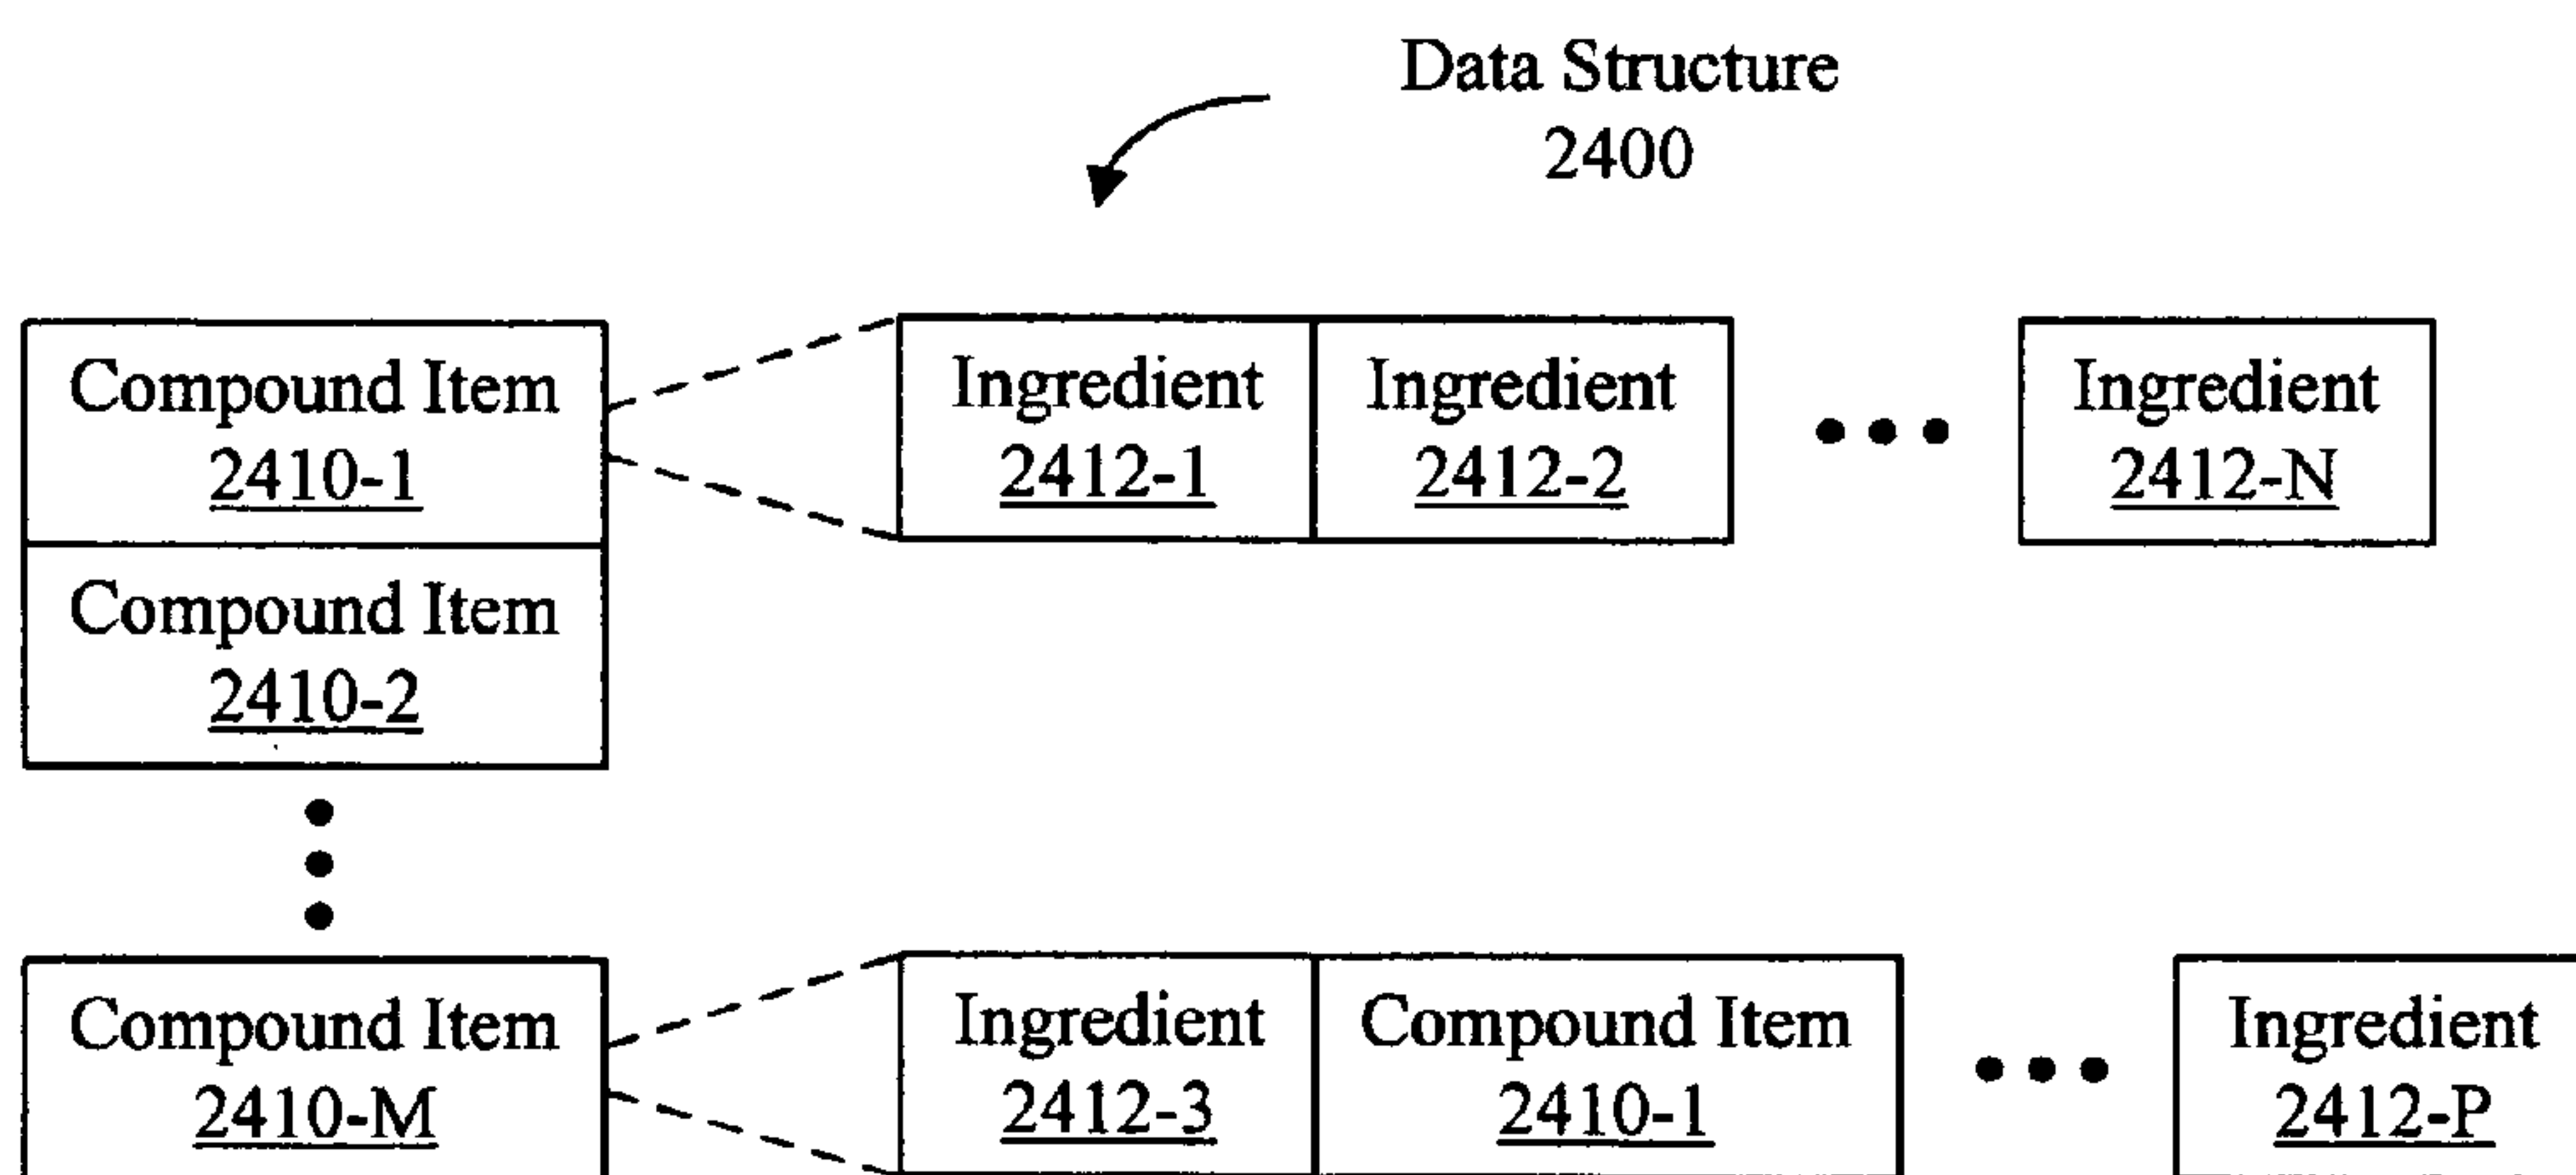 Data Structure
2400
Compound Item
2410-1
Ingredient
2412-1
Ingredient
2412-2
Ingredient
2412-N
Compound Item
2410-2
Compound Item
2410-M
Ingredient
2412-3
Compound Item
2410-1
Ingredient
2412-P